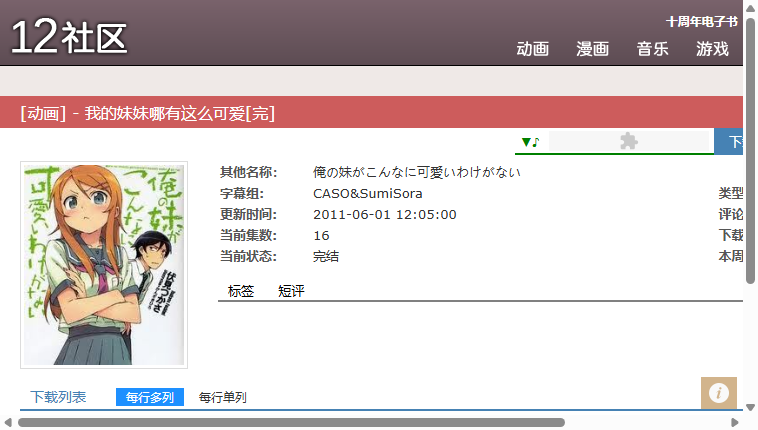 十周年电子书
12社区
动画 漫画 音乐 游戏
[动画] - 我的妹妹哪有这么可爱[完]
▼♪
俺の妹がこんなに可愛いわけがない
伏見つかさ
其他名称: 俺の妹がこんなに可愛いわけがない
字幕组: CASO&SumiSora 类型
更新时间: 2011-06-01 12:05:00 评论
当前集数: 16 下载
当前状态: 完结 本周
标签 短评
下载列表 每行多列 每行单列